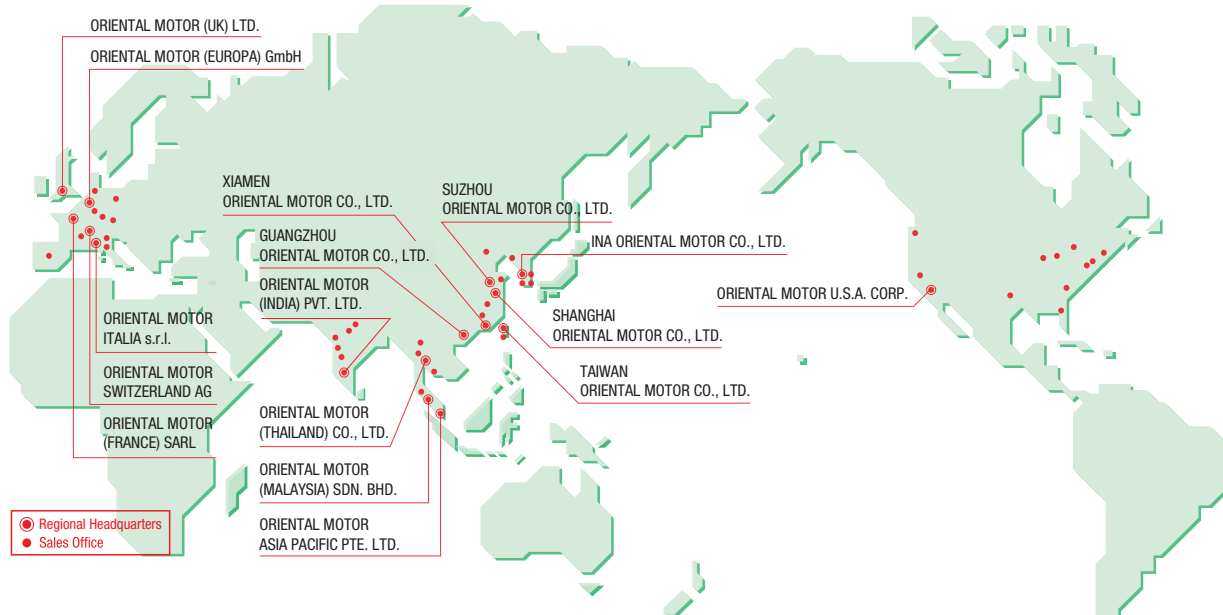 ORIENTAL MOTOR (UK) LTD.
ORIENTAL MOTOR (EUROPA) GmbH
XIAMEN
ORIENTAL MOTOR CO., LTD.
SUZHOU
ORIENTAL MOTOR CO., LTD.
GUANGZHOU
ORIENTAL MOTOR CO., LTD.
INA ORIENTAL MOTOR CO., LTD.
ORIENTAL MOTOR
(INDIA) PVT. LTD.
ORIENTAL MOTOR U.S.A. CORP.
ORIENTAL MOTOR
ITALIA s.r.l.
SHANGHAI
ORIENTAL MOTOR CO., LTD.
ORIENTAL MOTOR
SWITZERLAND AG
TAIWAN
ORIENTAL MOTOR CO., LTD.
ORIENTAL MOTOR
(FRANCE) SARL
ORIENTAL MOTOR
(THAILAND) CO., LTD.
ORIENTAL MOTOR
(MALAYSIA) SDN. BHD.
ORIENTAL MOTOR
ASIA PACIFIC PTE. LTD.
Regional Headquarters
Sales Office